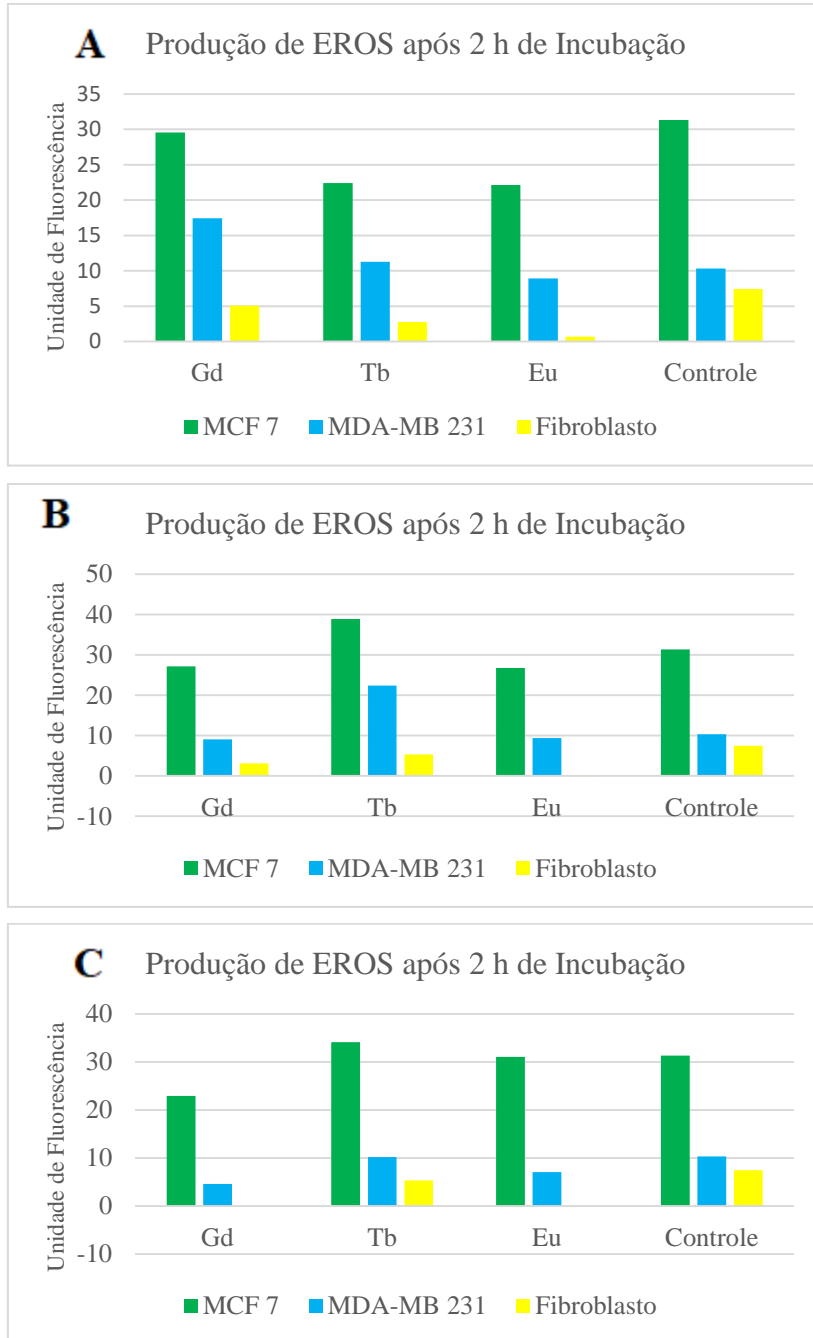 A
Produção de EROS após 2 h de Incubação
Unidade de Fluorescência
35
30
25
20
15
10
5
0
Gd Tb Eu Controle
MCF 7 MDA-MB 231 Fibroblasto
B
Produção de EROS após 2 h de Incubação
Unidade de Fluorescência
50
40
30
20
10
0
-10
Gd Tb Eu Controle
MCF 7 MDA-MB 231 Fibroblasto
C
Produção de EROS após 2 h de Incubação
Unidade de Fluorescência
40
30
20
10
0
-10
Gd Tb Eu Controle
MCF 7 MDA-MB 231 Fibroblasto